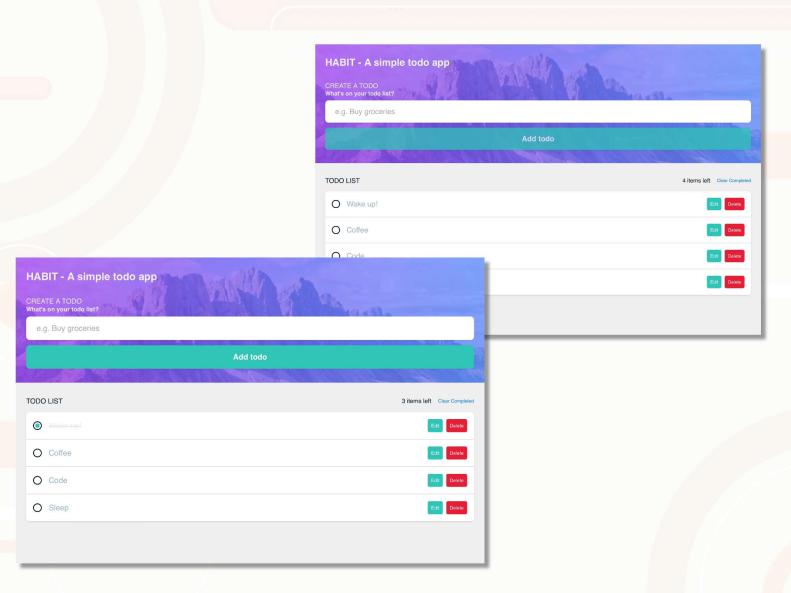 HABIT - A simple todo app
CREATE A TODO
What's on your todo list?
e.g. Buy groceries
Add todo
TODO LIST
4 items left Clear Completed
Wake up!
Edit Delete
Coffee
Edit Delete
Code
Edit Delete
Edit Delete
HABIT - A simple todo app
CREATE A TODO
What's on your todo list?
e.g. Buy groceries
Add todo
TODO LIST
3 items left Clear Completed
Edit Delete
Coffee
Edit Delete
Code
Edit Delete
Sleep
Edit Delete